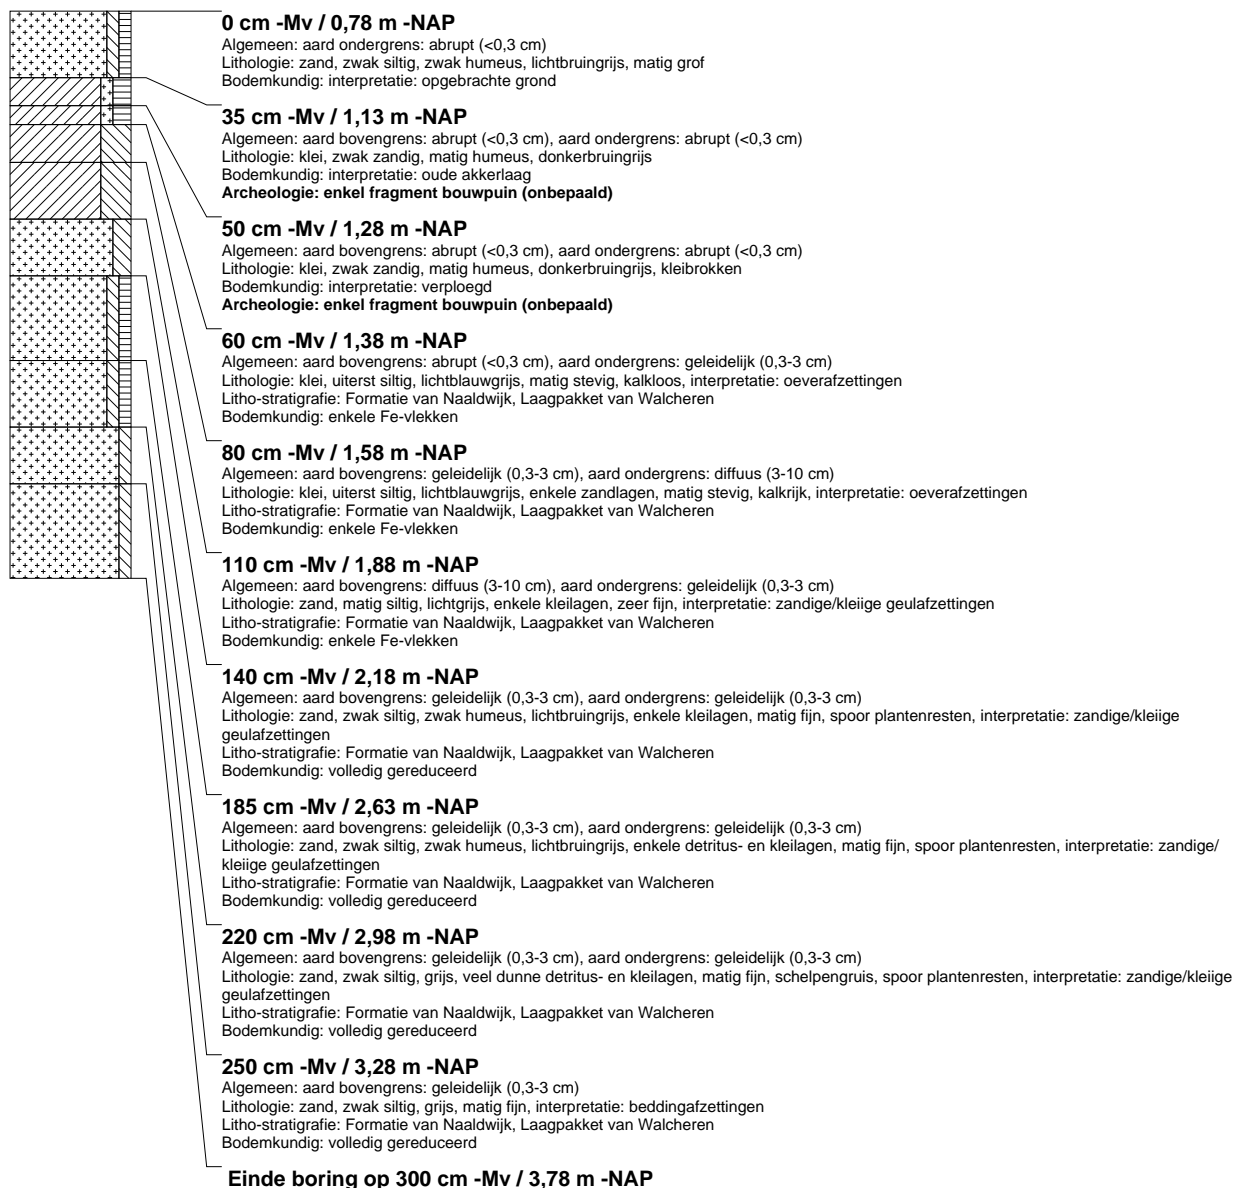 0 cm -Mv / 0,78 m -NAP
Algemeen: aard ondergrens: abrupt (<0,3 cm)
Lithologie: zand, zwak siltig, zwak humeus, lichtbruingrijs, matig grof
Bodemkundig: interpretatie: opgebrachte grond
35 cm -Mv / 1,13 m -NAP
Algemeen: aard bovengrens: abrupt (<0,3 cm), aard ondergrens: abrupt (<0,3 cm)
Lithologie: klei, zwak zandig, matig humeus, donkerbruingrijs
Bodemkundig: interpretatie: oude akkerlaag
Archeologie: enkel fragment bouwpuin (onbepaald)
50 cm -Mv / 1,28 m -NAP
Algemeen: aard bovengrens: abrupt (<0,3 cm), aard ondergrens: abrupt (<0,3 cm)
Lithologie: klei, zwak zandig, matig humeus, donkerbruingrijs, kleibrokken
Bodemkundig: interpretatie: verploegd
Archeologie: enkel fragment bouwpuin (onbepaald)
60 cm -Mv / 1,38 m -NAP
Algemeen: aard bovengrens: abrupt (<0,3 cm), aard ondergrens: geleidelijk (0,3-3 cm)
Lithologie: klei, uiterst siltig, lichtblauwgrijs, matig stevig, kalkloos, interpretatie: oeverafzettingen
Litho-stratigrafie: Formatie van Naaldwijk, Laagpakket van Walcheren
Bodemkundig: enkele Fe-vlekken
80 cm -Mv / 1,58 m -NAP
Algemeen: aard bovengrens: geleidelijk (0,3-3 cm), aard ondergrens: diffuus (3-10 cm)
Lithologie: klei, uiterst siltig, lichtblauwgrijs, enkele zandlagen, matig stevig, kalkrijk, interpretatie: oeverafzettingen
Litho-stratigrafie: Formatie van Naaldwijk, Laagpakket van Walcheren
Bodemkundig: enkele Fe-vlekken
110 cm -Mv / 1,88 m -NAP
Algemeen: aard bovengrens: diffuus (3-10 cm), aard ondergrens: geleidelijk (0,3-3 cm)
Lithologie: zand, matig siltig, lichtgrijs, enkele kleilagen, zeer fijn, interpretatie: zandige/kleiige geulafzettingen
Litho-stratigrafie: Formatie van Naaldwijk, Laagpakket van Walcheren
Bodemkundig: enkele Fe-vlekken
140 cm -Mv / 2,18 m -NAP
Algemeen: aard bovengrens: geleidelijk (0,3-3 cm), aard ondergrens: geleidelijk (0,3-3 cm)
Lithologie: zand, zwak siltig, zwak humeus, lichtbruingrijs, enkele kleilagen, matig fijn, spoor plantenresten, interpretatie: zandige/kleiige
geulafzettingen
Litho-stratigrafie: Formatie van Naaldwijk, Laagpakket van Walcheren
Bodemkundig: volledig gereduceerd
185 cm -Mv / 2,63 m -NAP
Algemeen: aard bovengrens: geleidelijk (0,3-3 cm), aard ondergrens: geleidelijk (0,3-3 cm)
Lithologie: zand, zwak siltig, zwak humeus, lichtbruingrijs, enkele detritus- en kleilagen, matig fijn, spoor plantenresten, interpretatie: zandige/
kleiige geulafzettingen
Litho-stratigrafie: Formatie van Naaldwijk, Laagpakket van Walcheren
Bodemkundig: volledig gereduceerd
220 cm -Mv / 2,98 m -NAP
Algemeen: aard bovengrens: geleidelijk (0,3-3 cm), aard ondergrens: geleidelijk (0,3-3 cm)
Lithologie: zand, zwak siltig, grijs, veel dunne detritus- en kleilagen, matig fijn, schelpengruis, spoor plantenresten, interpretatie: zandige/kleiige
geulafzettingen
Litho-stratigrafie: Formatie van Naaldwijk, Laagpakket van Walcheren
Bodemkundig: volledig gereduceerd
250 cm -Mv / 3,28 m -NAP
Algemeen: aard bovengrens: geleidelijk (0,3-3 cm)
Lithologie: zand, zwak siltig, grijs, matig fijn, interpretatie: beddingafzettingen
Litho-stratigrafie: Formatie van Naaldwijk, Laagpakket van Walcheren
Bodemkundig: volledig gereduceerd
Einde boring op 300 cm -Mv / 3,78 m -NAP